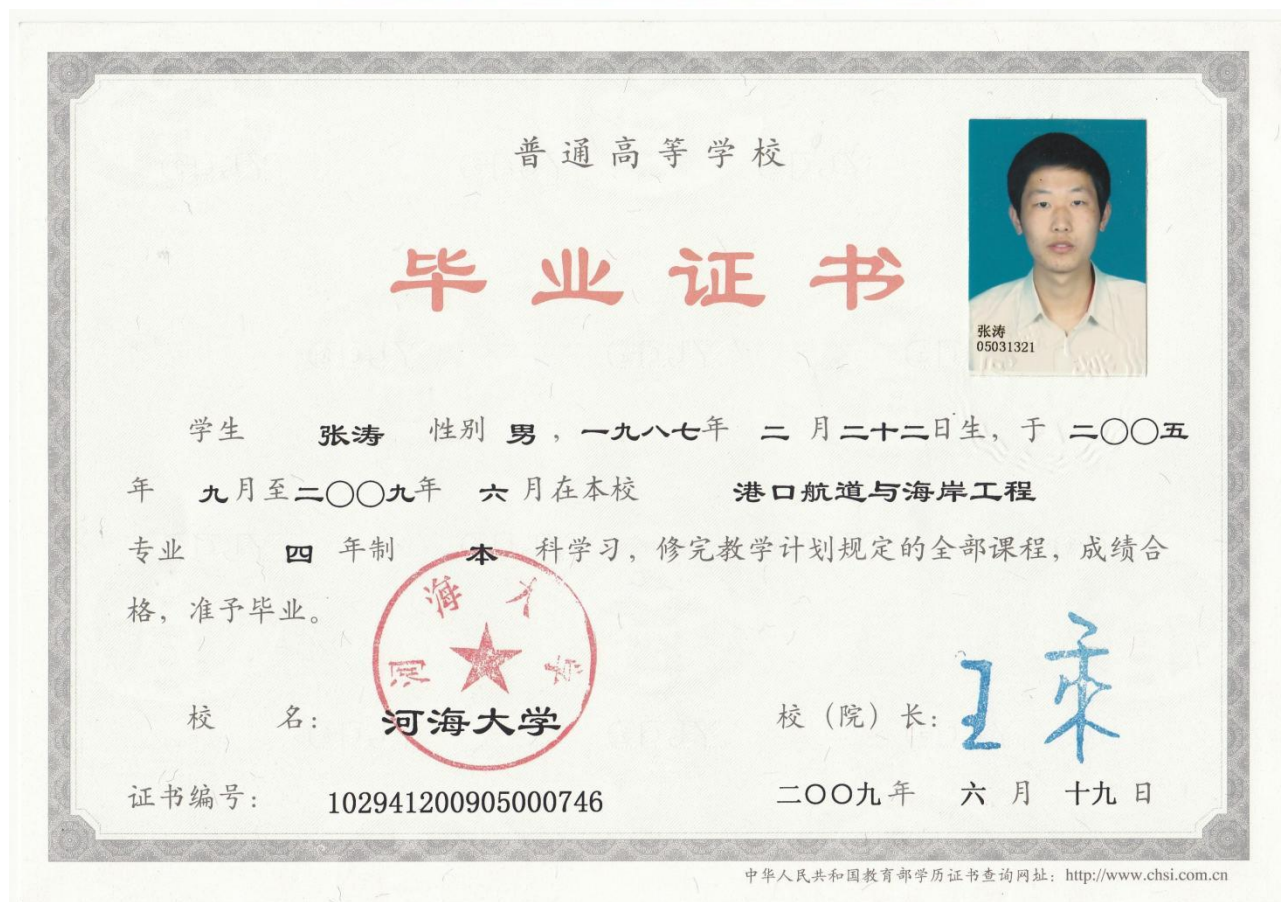 普通高等学校
毕业证书
张涛
05031321
学生 张涛 性别 男，一九八七年 二 月二十二日生，于 二〇〇五
年 九月至二〇〇九年 六 月在本校 港口航道与海岸工程
专业 四 年制 本 科学习，修完教学计划规定的全部课程，成绩合
格，准予毕业。
河海大学
校 名： 河海大学 校（院）长：王乘
证书编号： 102941200905000746 二〇〇九年 六 月 十九 日
中华人民共和国教育部学历证书查询网址：http://www.chsi.com.cn